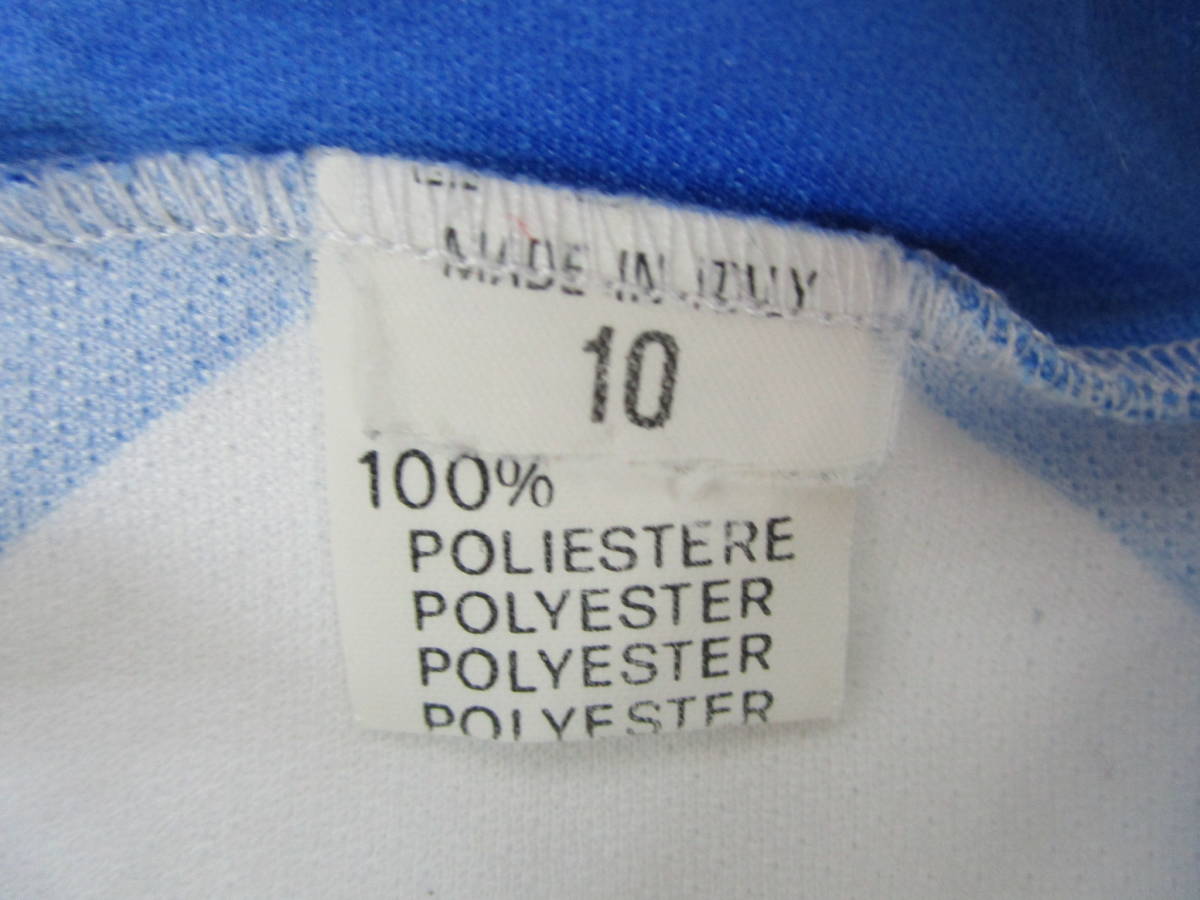 MADE IN ITALY
10
100%
POLIESTERE
POLYESTER
POLYESTER
POLYESTER